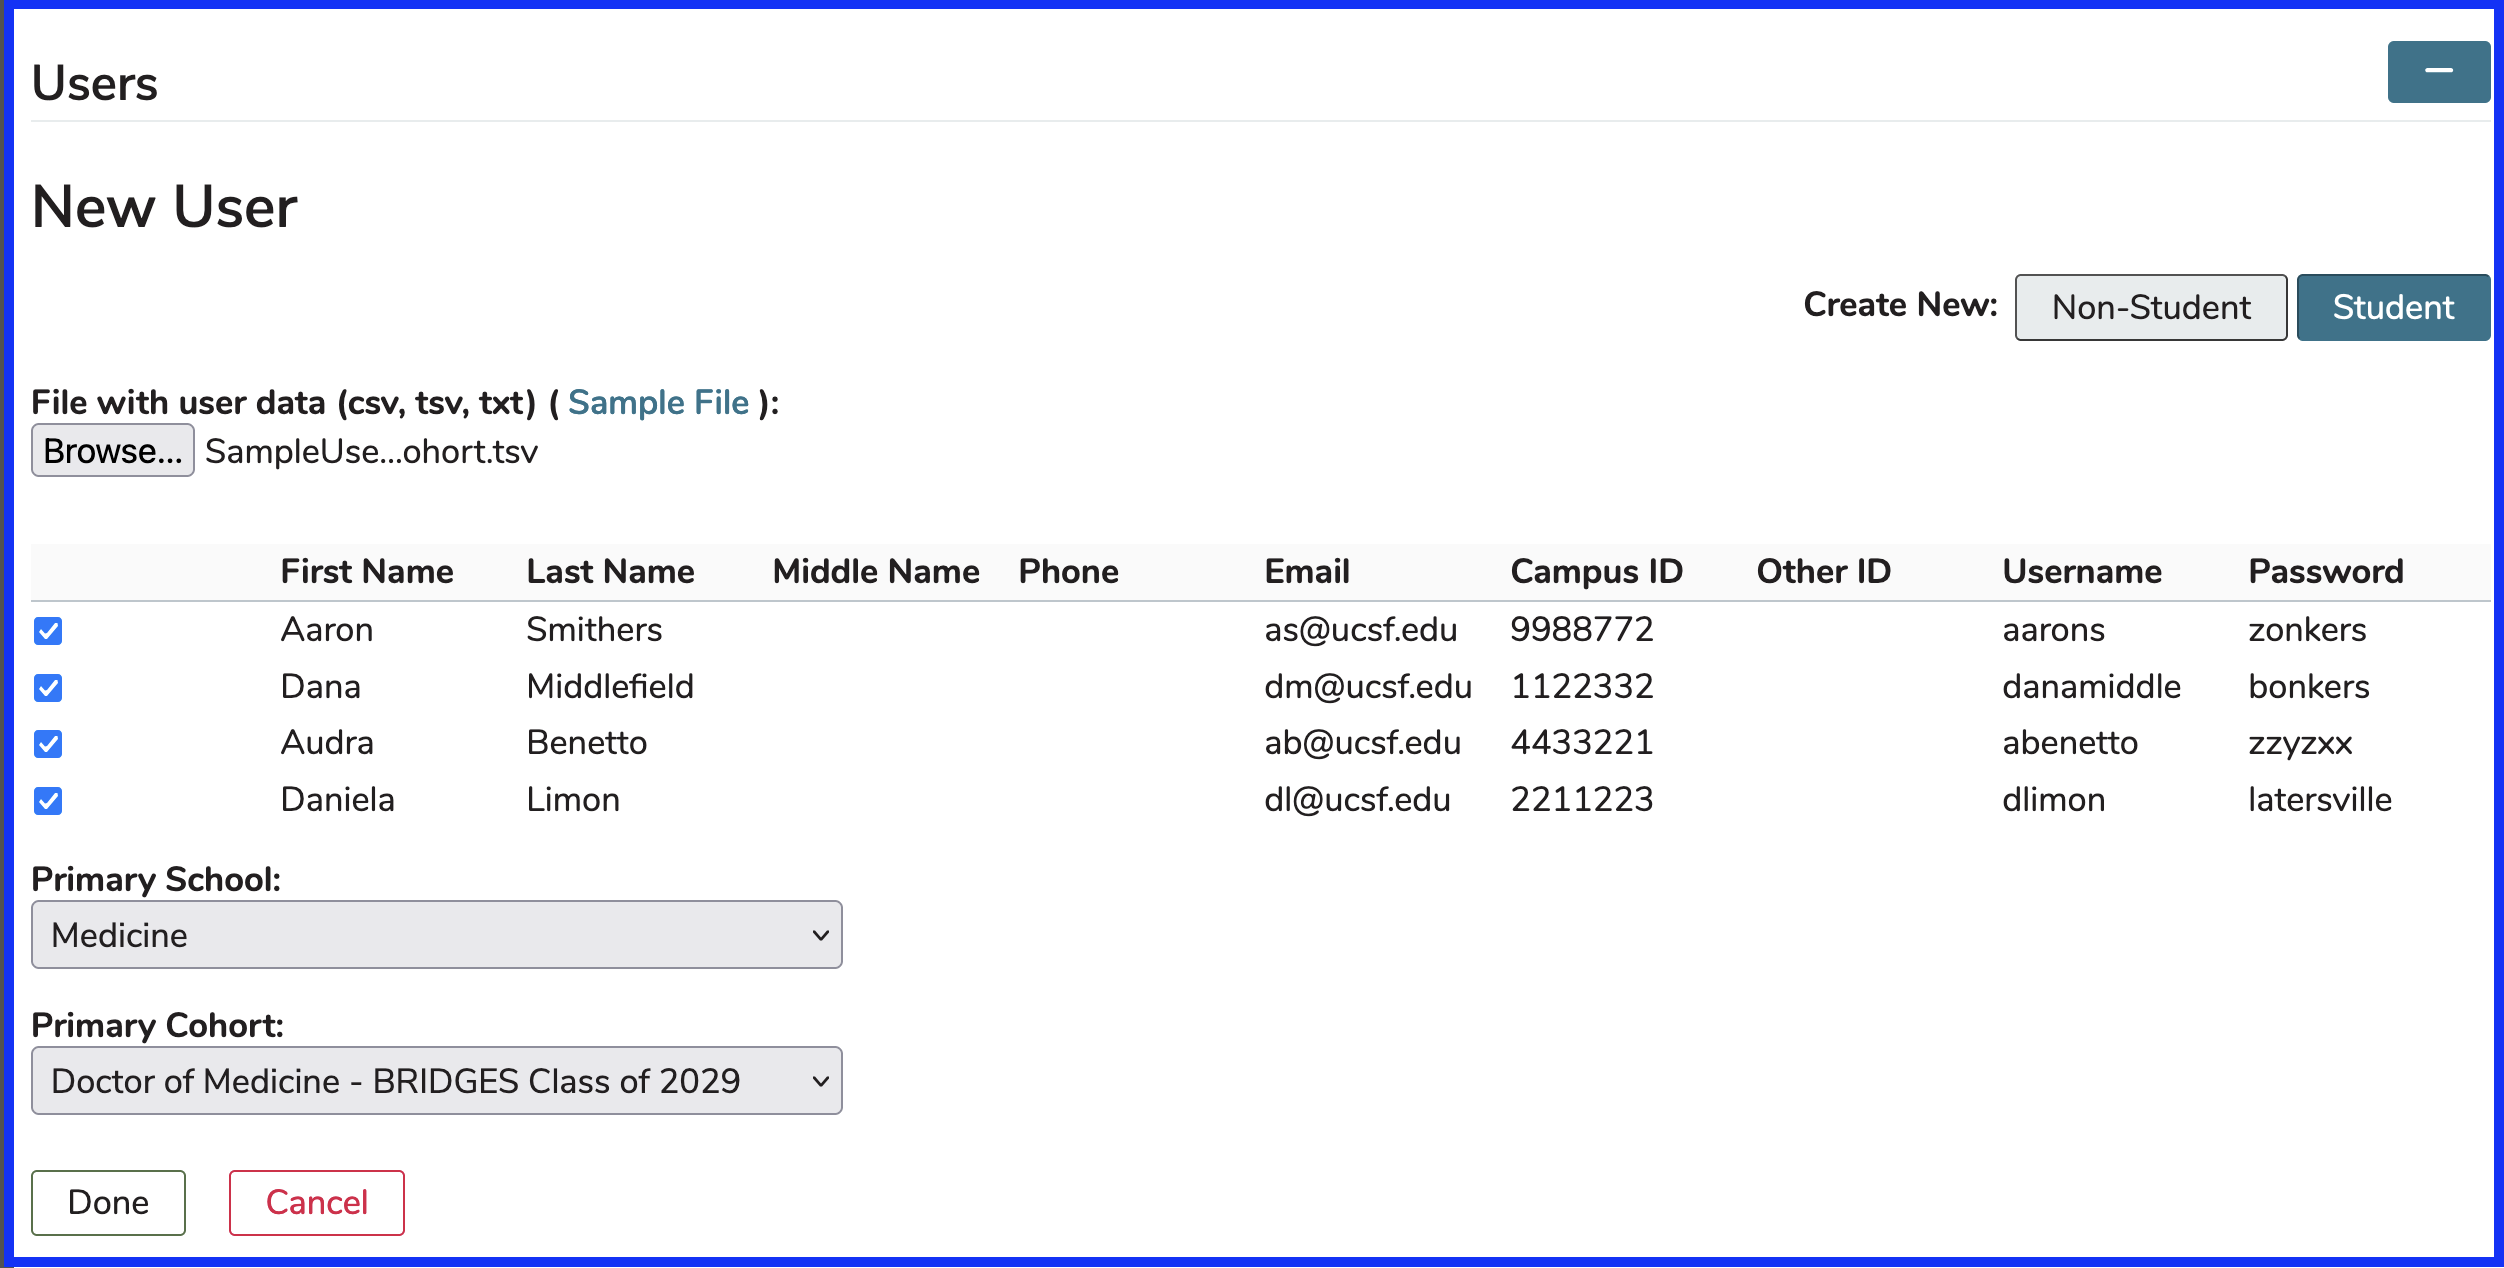 Users
New User
Create New: Non-Student Student
File with user data (csv, tsv, txt) ( Sample File ):
Browse... SampleUse...ohort.tsv
First Name Last Name Middle Name Phone Email Campus ID Other ID Username Password
Aaron Smithers as@ucsf.edu 9988772 aarons zonkers
Dana Middlefield dm@ucsf.edu 1122332 danamiddle bonkers
Audra Benetto ab@ucsf.edu 4433221 abenetto zzyzxx
Daniela Limon dl@ucsf.edu 2211223 dlimon latersville
Primary School:
Medicine
Primary Cohort:
Doctor of Medicine - BRIDGES Class of 2029
Done Cancel